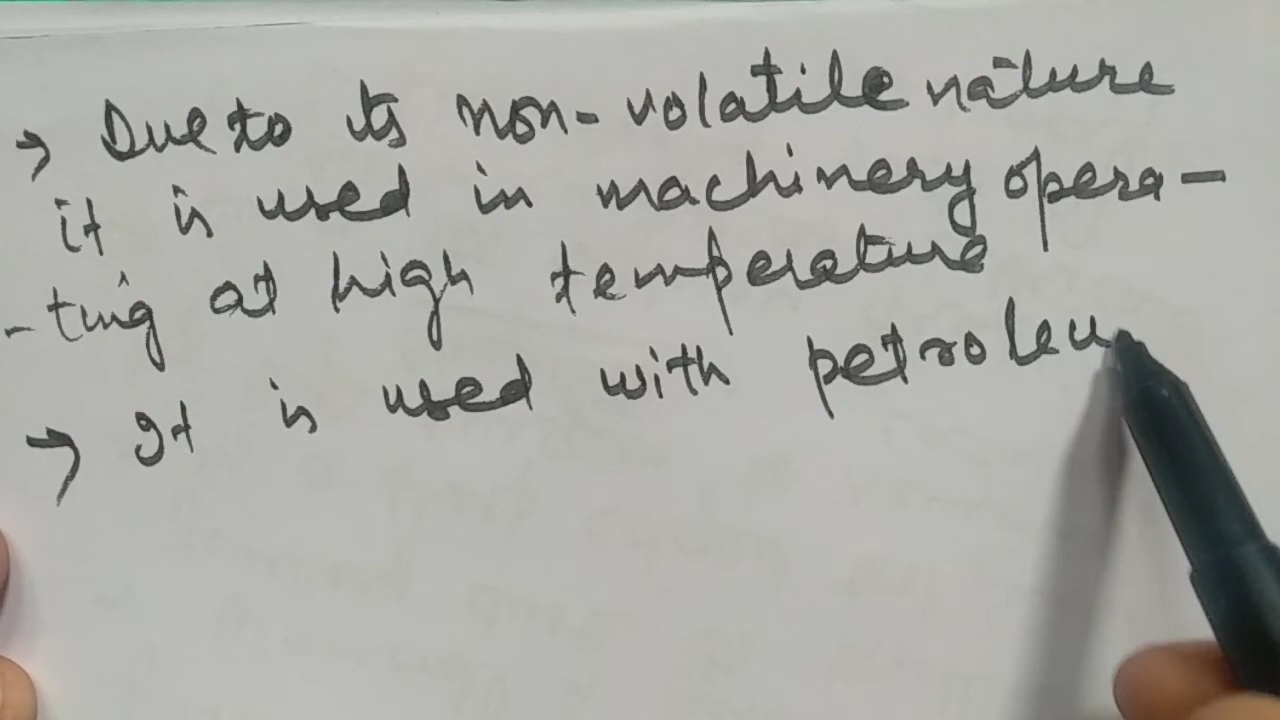 → Due to its non-volatile nature
it is used in machinery opera-
-ting at high temperature
→ It is used with petroleu